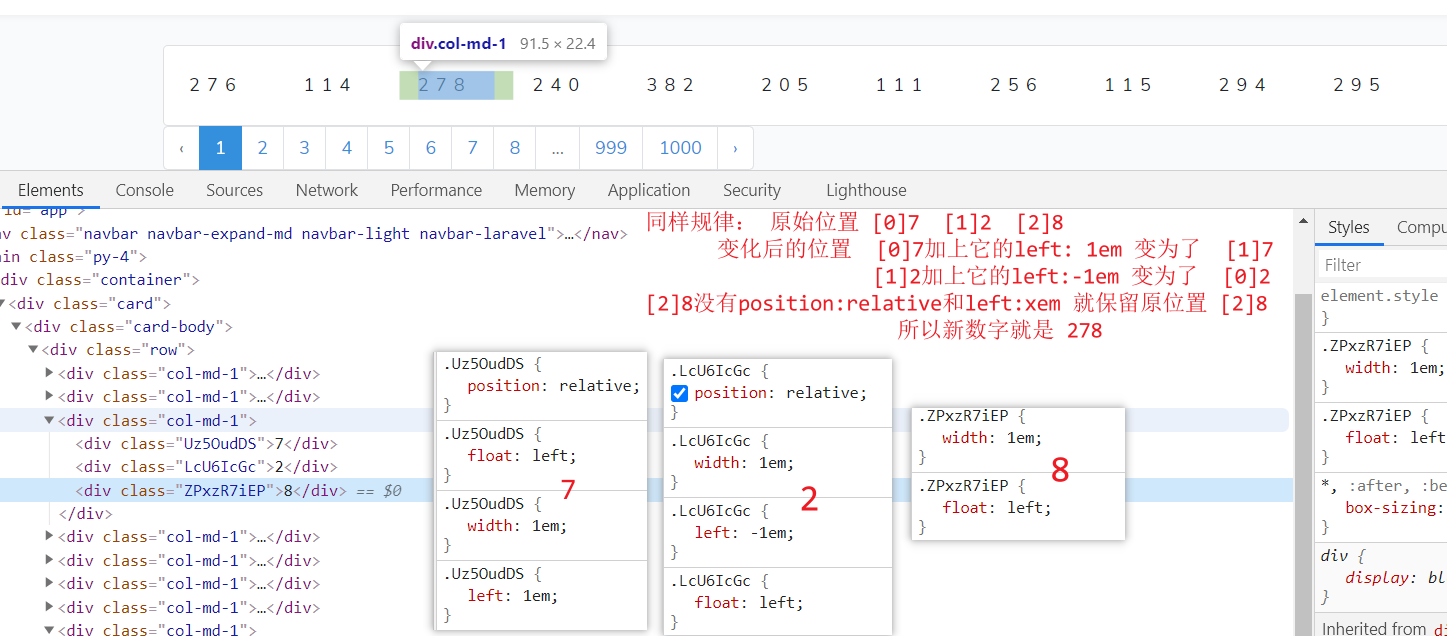 div.col-md-1 91.5 × 22.4
276 114 278 240 382 205 111 256 115 294 295
‹ 1 2 3 4 5 6 7 8 ... 999 1000 ›
Elements Console Sources Network Performance Memory Application Security Lighthouse
id="app">
v class="navbar navbar-expand-md navbar-light navbar-laravel">…</nav>
ain class="py-4">
div class="container">
<div class="card">
<div class="card-body">
<div class="row">
<div class="col-md-1">…</div>
<div class="col-md-1">…</div>
<div class="col-md-1">
<div class="Uz5OudDS">7</div>
<div class="LcU6IcGc">2</div>
<div class="ZPxzR7iEP">8</div> == $0
</div>
<div class="col-md-1">…</div>
<div class="col-md-1">…</div>
<div class="col-md-1">…</div>
<div class="col-md-1">…</div>
<div class="col-md-1">
同样规律: 原始位置 [0]7 [1]2 [2]8
变化后的位置 [0]7加上它的left: 1em 变为了 [1]7
[1]2加上它的left:-1em 变为了 [0]2
[2]8没有position:relative和left:xem 就保留原位置 [2]8
所以新数字就是 278
.Uz5OudDS {
position: relative;
}
.Uz5OudDS {
float: left;
}
7
.Uz5OudDS {
width: 1em;
}
.Uz5OudDS {
left: 1em;
}
.LcU6IcGc {
position: relative;
}
.LcU6IcGc {
width: 1em;
}
2
.LcU6IcGc {
left: -1em;
}
.LcU6IcGc {
float: left;
}
.ZPxzR7iEP {
width: 1em;
}
8
.ZPxzR7iEP {
float: left;
}
Styles Compu
Filter
element.style
}
.ZPxzR7iEP {
width: 1em;
}
.ZPxzR7iEP {
float: left
}
*, :after, :be
box-sizing:
}
div {
display: bl
}
Inherited from di